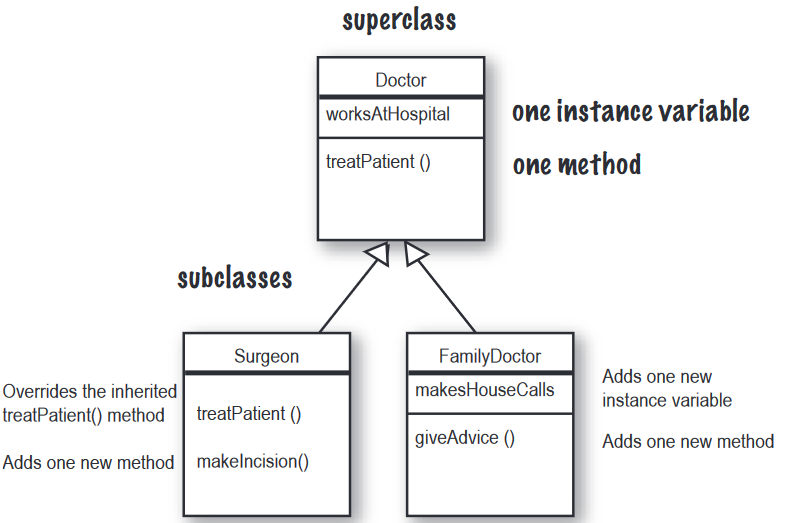 superclass
Doctor
worksAtHospital
one instance variable
treatPatient ()
one method
subclasses
Surgeon
Overrides the inherited
treatPatient() method
treatPatient ()
Adds one new method
makeIncision()
FamilyDoctor
makesHouseCalls
Adds one new
instance variable
giveAdvice ()
Adds one new method